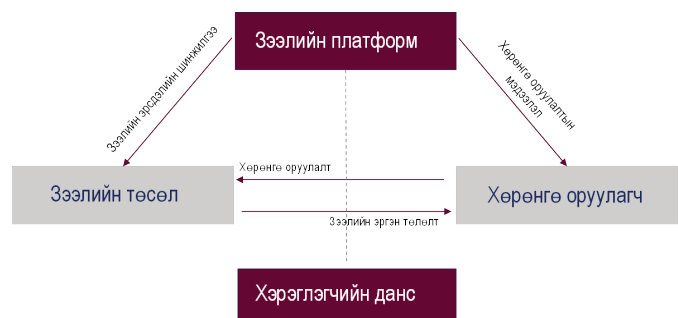 Зээлийн платформ
Зээлийн эрсдэлийн шинжилгээ
Хөрөнгө оруулалтын
мэдээлэл
Хөрөнгө оруулалт
Зээлийн төсөл
Хөрөнгө оруулагч
Зээлийн эргэн төлөлт
Хэрэглэгчийн данс